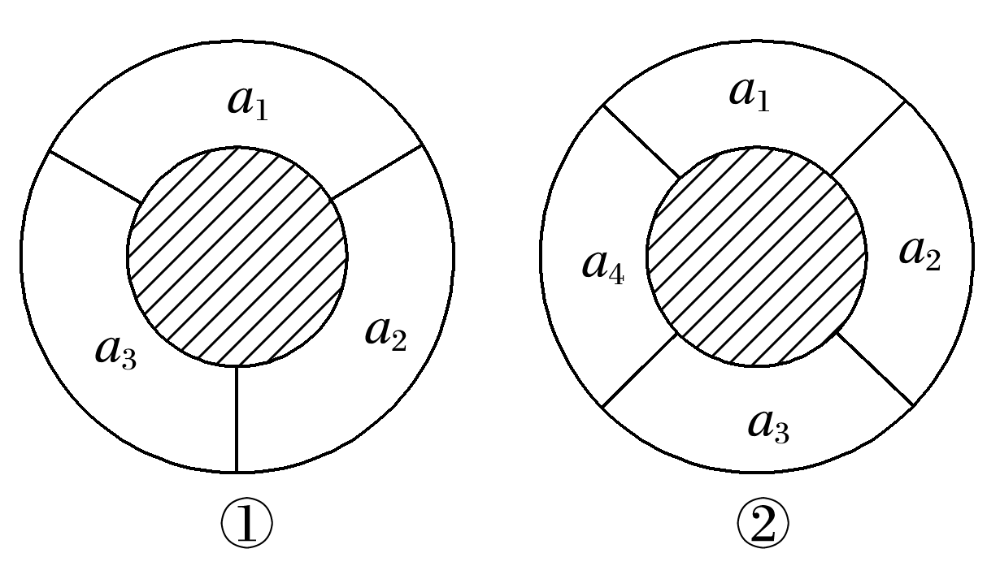 a₁ a₁
a₂ a₂
a₃ a₄
a₃
① ②